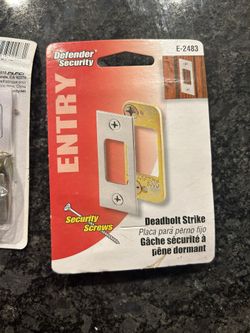 Defender
Security
E-2483
ENTRY
Security
Screws
Deadbolt Strike
Placa para perno fijo
Gâche sécurité à
pêne dormant